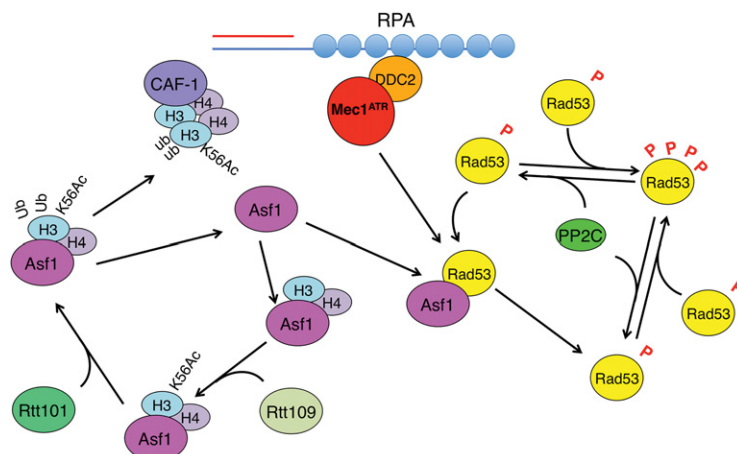 RPA
CAF-1
DDC2
P
H4
Rad53
Mec1ATR
H3
H4
H3
P
P P P P
ub
ub
K56Ac
Rad53
Rad53
Ub
Ub
K56Ac
Asf1
H3
H4
PP2C
Asf1
Rad53
H3
H4
Asf1
P
Rad53
Asf1
P
K56Ac
Rad53
H3
Rtt101
H4
Rtt109
Asf1